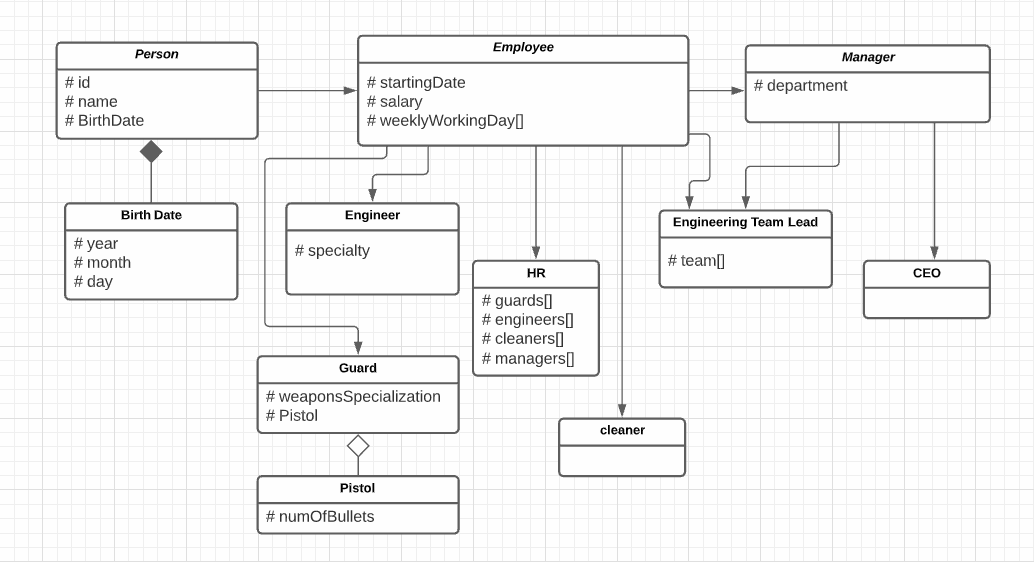 Person
# id
# name
# BirthDate
Employee
# startingDate
# salary
# weeklyWorkingDay[]
Manager
# department
Birth Date
# year
# month
# day
Engineer
# specialty
HR
# guards[]
# engineers[]
# cleaners[]
# managers[]
Engineering Team Lead
# team[]
CEO
Guard
# weaponsSpecialization
# Pistol
cleaner
Pistol
# numOfBullets